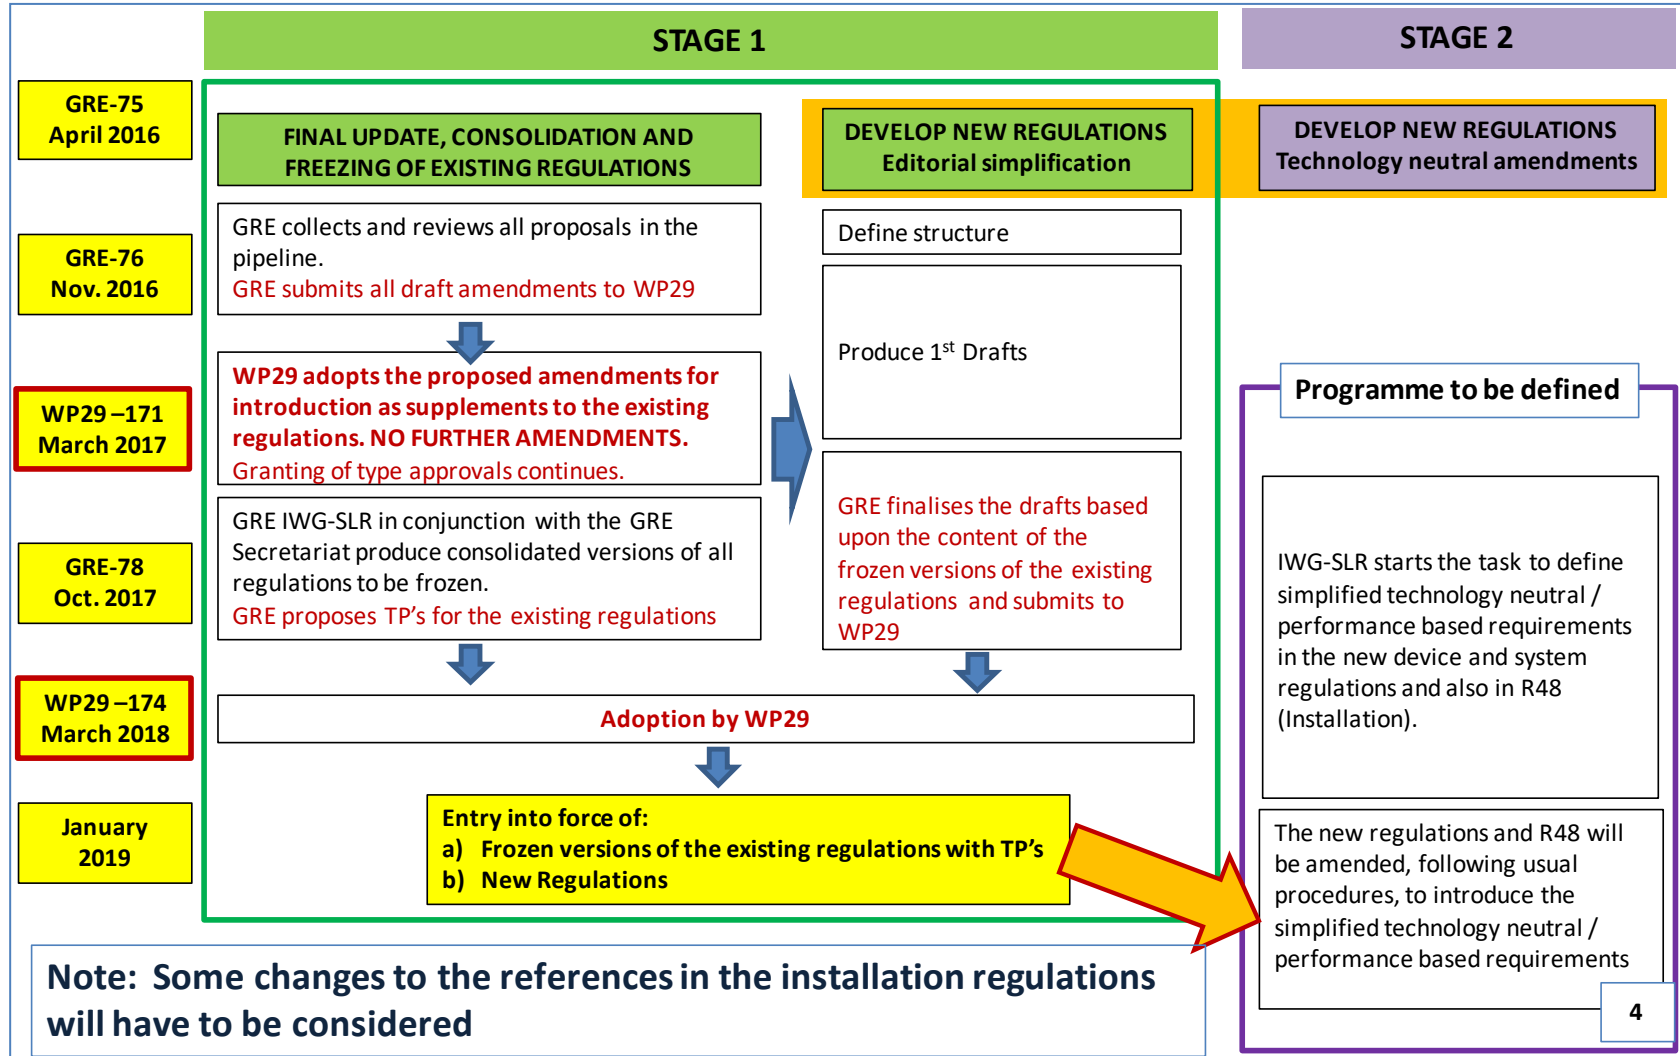 STAGE 1
STAGE 2
GRE-75
April 2016
GRE-76
Nov. 2016
WP29 –171
March 2017
GRE-78
Oct. 2017
WP29 –174
March 2018
January
2019
FINAL UPDATE, CONSOLIDATION AND
FREEZING OF EXISTING REGULATIONS
GRE collects and reviews all proposals in the
pipeline.
GRE submits all draft amendments to WP29
WP29 adopts the proposed amendments for
introduction as supplements to the existing
regulations. NO FURTHER AMENDMENTS.
Granting of type approvals continues.
GRE IWG-SLR in conjunction with the GRE
Secretariat produce consolidated versions of all
regulations to be frozen.
GRE proposes TP's for the existing regulations
DEVELOP NEW REGULATIONS
Editorial simplification
Define structure
Produce 1st Drafts
GRE finalises the drafts based
upon the content of the
frozen versions of the existing
regulations and submits to
WP29
Adoption by WP29
Entry into force of:
a) Frozen versions of the existing regulations with TP's
b) New Regulations
DEVELOP NEW REGULATIONS
Technology neutral amendments
Programme to be defined
IWG-SLR starts the task to define
simplified technology neutral /
performance based requirements
in the new device and system
regulations and also in R48
(Installation).
The new regulations and R48 will
be amended, following usual
procedures, to introduce the
simplified technology neutral /
performance based requirements
Note: Some changes to the references in the installation regulations
will have to be considered
4